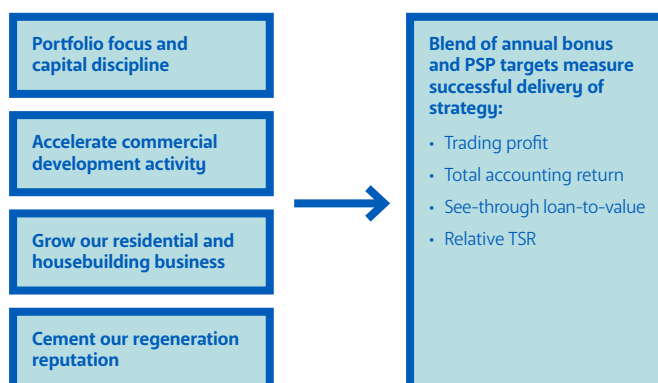 Portfolio focus and
capital discipline
Accelerate commercial
development activity
Grow our residential and
housebuilding business
Cement our regeneration
reputation
Blend of annual bonus
and PSP targets measure
successful delivery of
strategy:
• Trading profit
• Total accounting return
• See-through loan-to-value
• Relative TSR